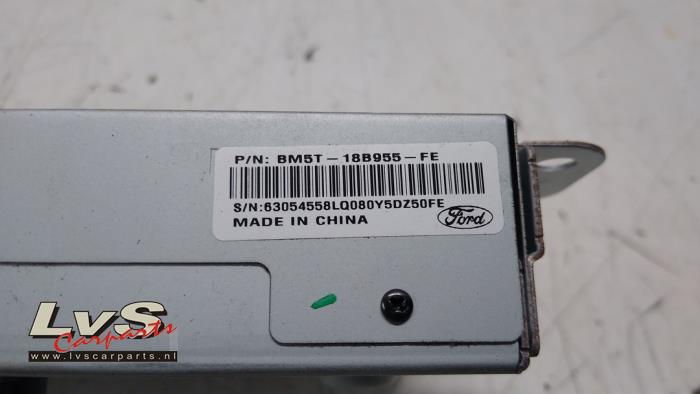 P/N: BM5T-18B955-FE
S/N:63054558LQ080Y5DZ50FE
MADE IN CHINA
Ford
LvS
Carparts
www.lvscarparts.nl